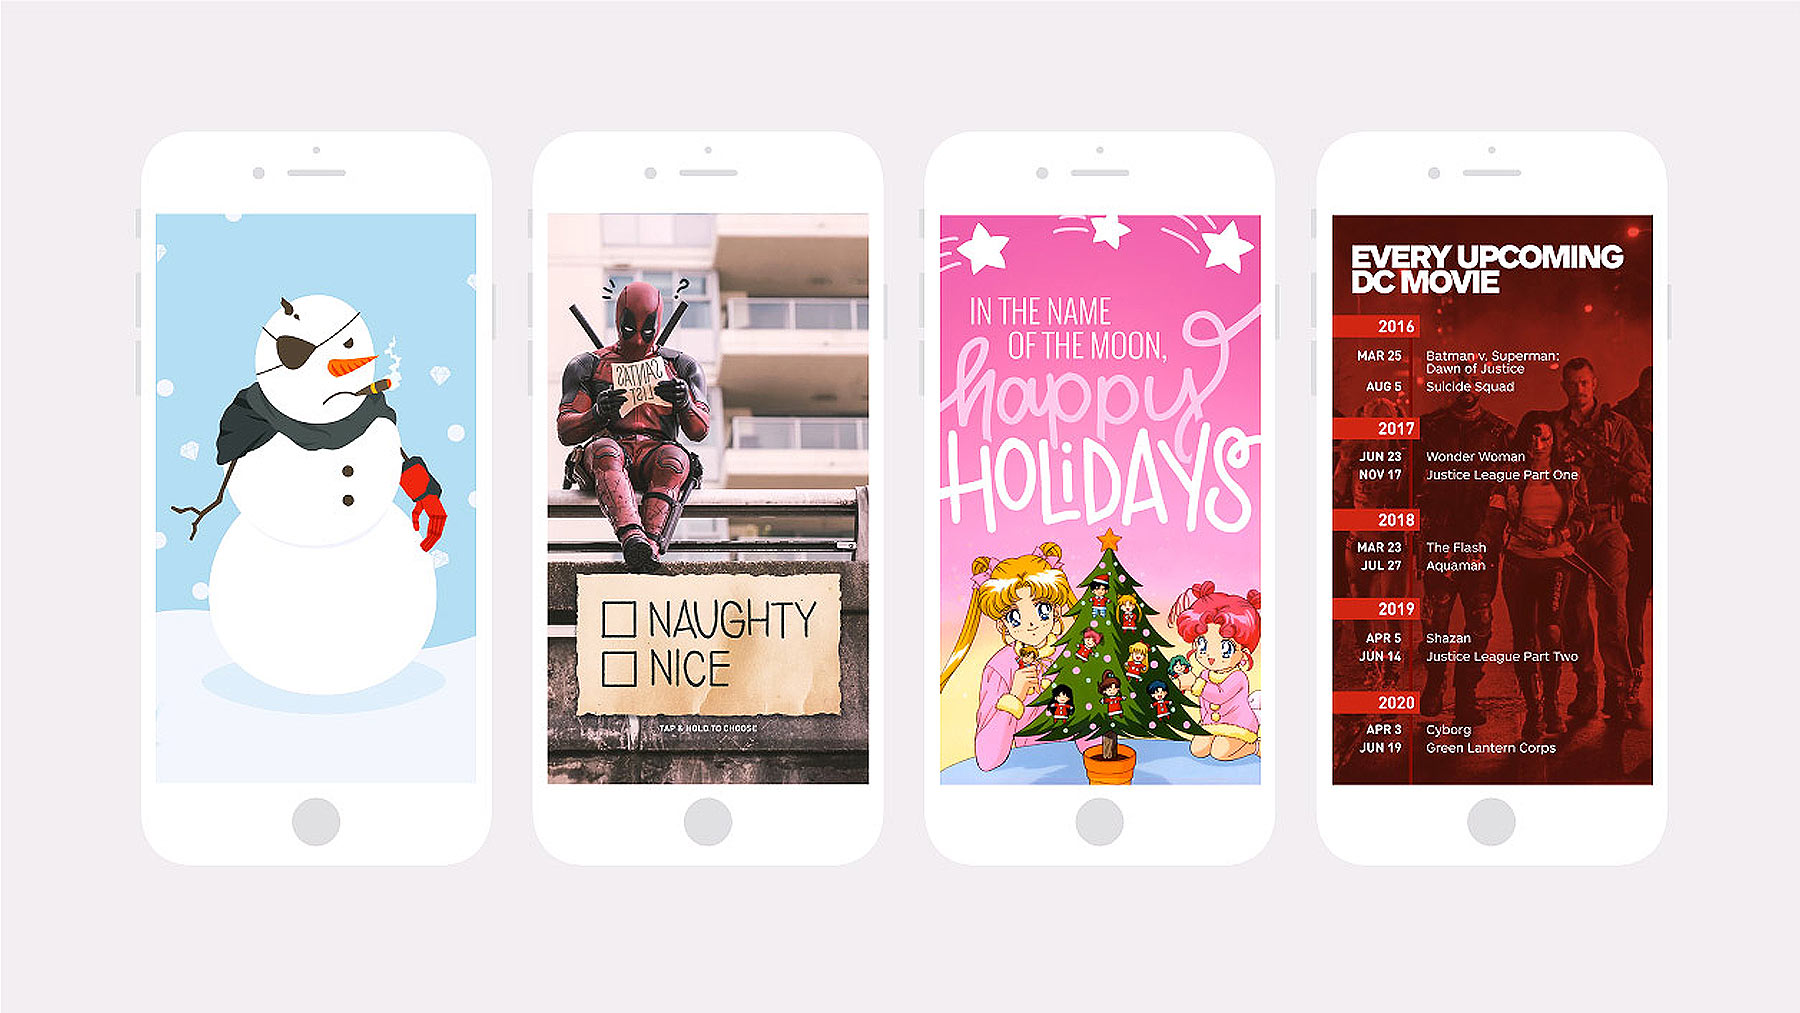 !!
?
SANTA'S
LIST
NAUGHTY
NICE
TAP & HOLD TO CHOOSE
IN THE NAME
OF THE MOON,
happy
HOLiDAYS
EVERY UPCOMING
DC MOVIE
2016
MAR 25 Batman v. Superman:
Dawn of Justice
AUG 5 Suicide Squad
2017
JUN 23 Wonder Woman
NOV 17 Justice League Part One
2018
MAR 23 The Flash
JUL 27 Aquaman
2019
APR 5 Shazan
JUN 14 Justice League Part Two
2020
APR 3 Cyborg
JUN 19 Green Lantern Corps